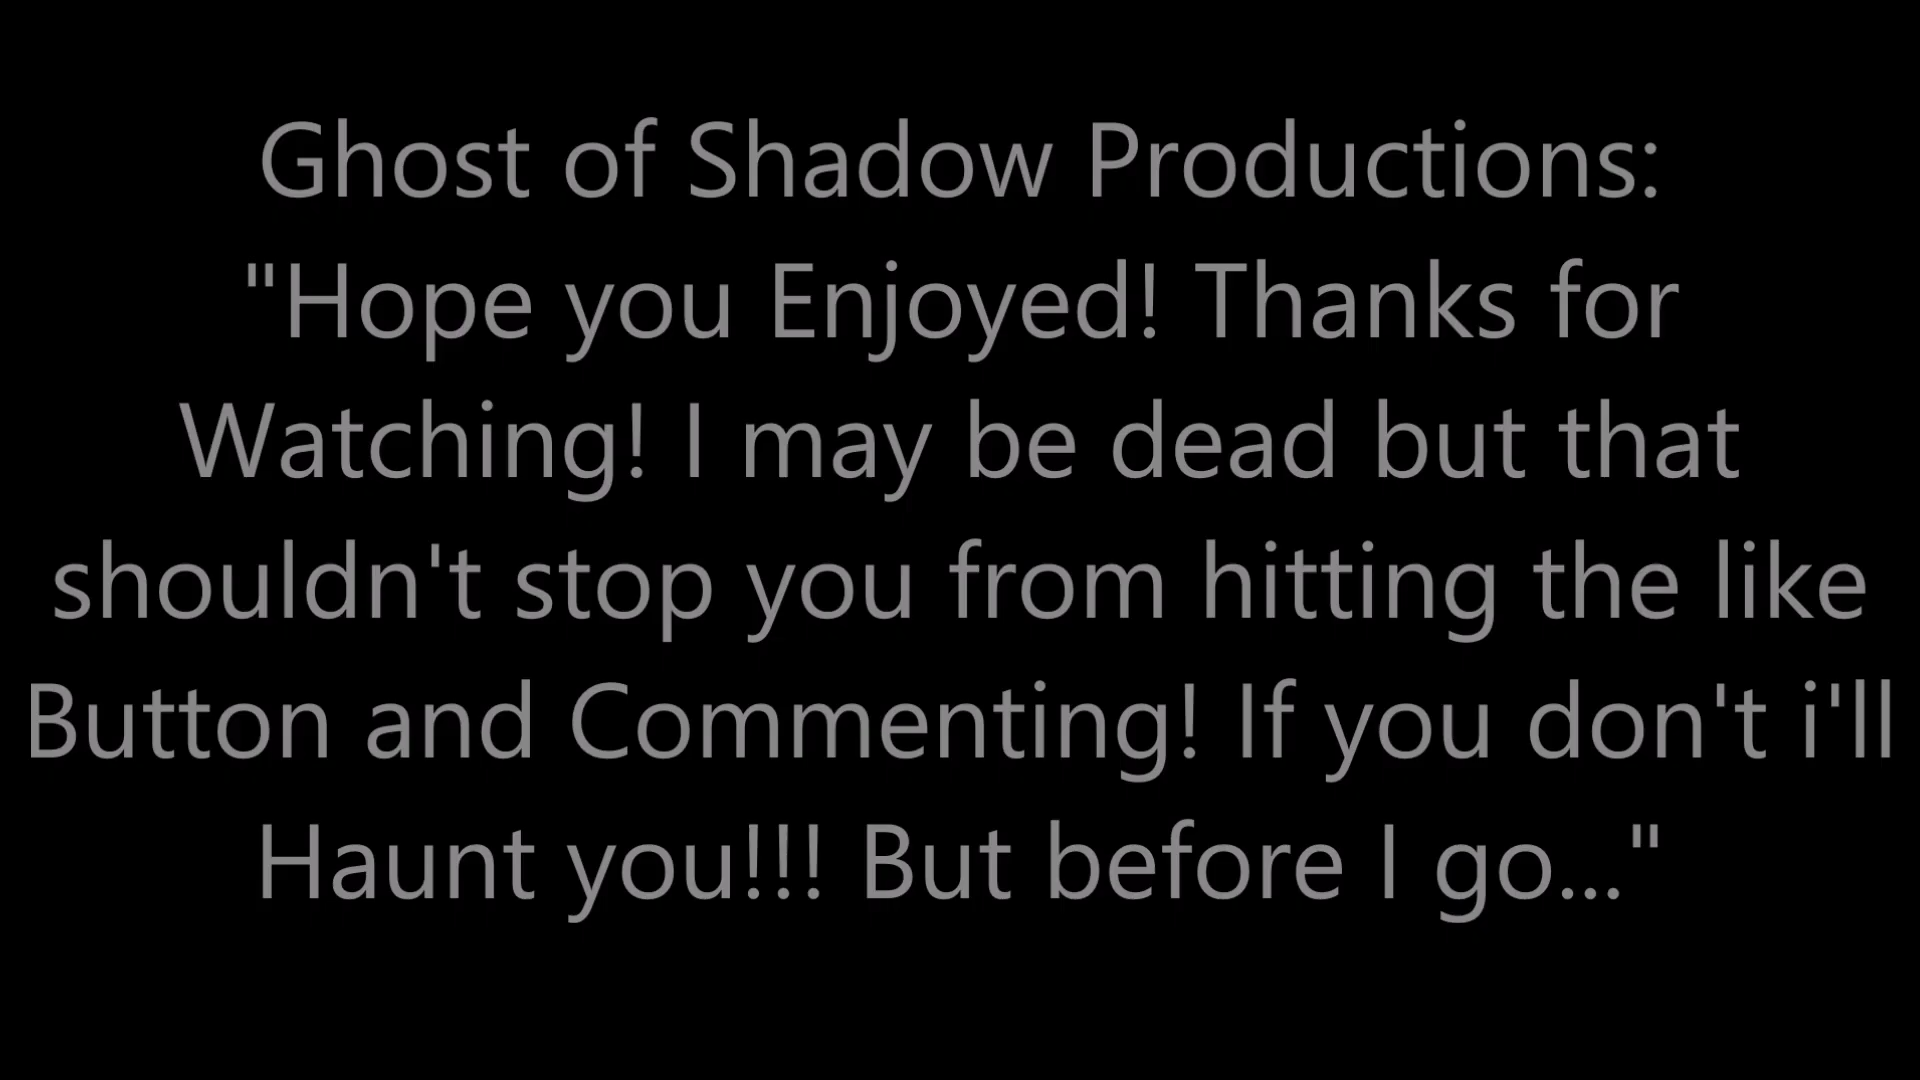 Ghost of Shadow Productions:
"Hope you Enjoyed! Thanks for
Watching! I may be dead but that
shouldn't stop you from hitting the like
Button and Commenting! If you don't i'll
Haunt you!!! But before I go..."